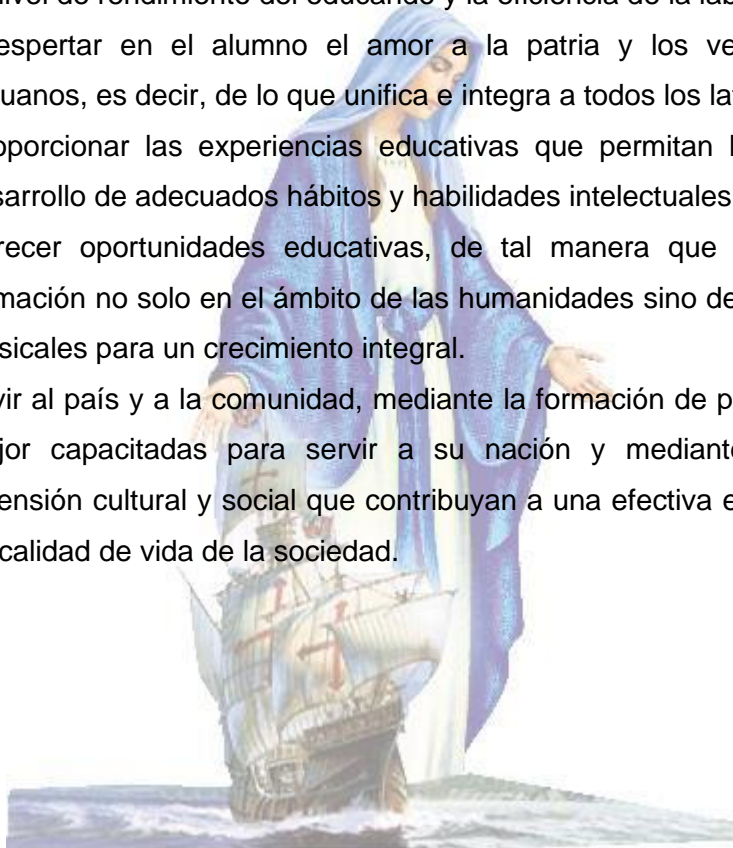 nivel de rendimiento del educando y la eficiencia de la lab
espertar en el alumno el amor a la patria y los ve
uanos, es decir, de lo que unifica e integra a todos los lat
oporcionar las experiencias educativas que permitan l
sarrollo de adecuados hábitos y habilidades intelectuales
recer oportunidades educativas, de tal manera que
mación no solo en el ámbito de las humanidades sino de
sicales para un crecimiento integral.
vir al país y a la comunidad, mediante la formación de p
jor capacitadas para servir a su nación y mediante
ensión cultural y social que contribuyan a una efectiva e
calidad de vida de la sociedad.